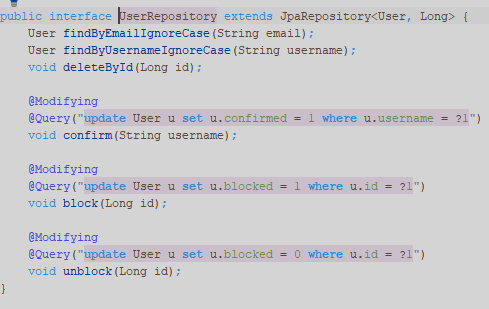 public interface UserRepository extends JpaRepository<User, Long> {
    User findByEmailIgnoreCase(String email);
    User findByUsernameIgnoreCase(String username);
    void deleteById(Long id);

    @Modifying
    @Query("update User u set u.confirmed = 1 where u.username = ?1")
    void confirm(String username);

    @Modifying
    @Query("update User u set u.blocked = 1 where u.id = ?1")
    void block(Long id);

    @Modifying
    @Query("update User u set u.blocked = 0 where u.id = ?1")
    void unblock(Long id);
}